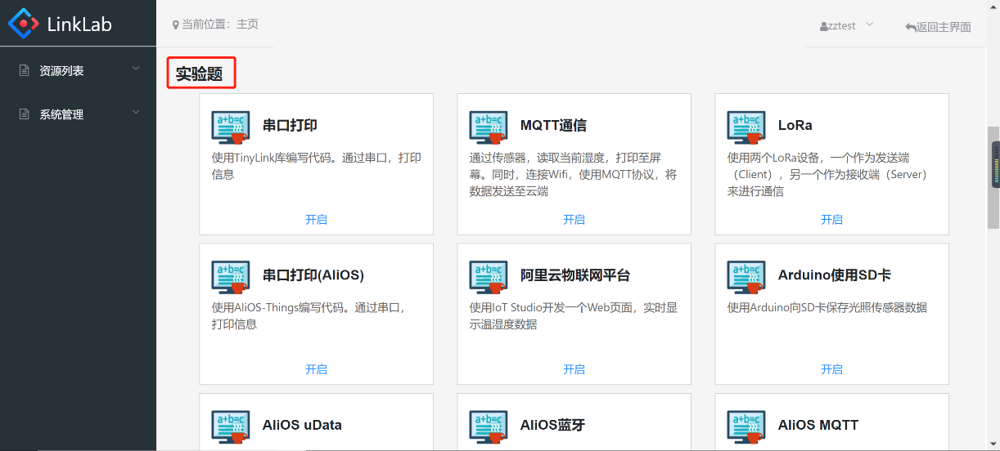 LinkLab
当前位置：主页
zztest
返回主界面
资源列表
系统管理
实验题
a+b=c
串口打印
使用TinyLink库编写代码。通过串口，打印
信息
开启
a+b=c
MQTT通信
通过传感器，读取当前湿度，打印至屏
幕。同时，连接Wifi，使用MQTT协议，将
数据发送至云端
开启
a+b=c
LoRa
使用两个LoRa设备，一个作为发送端
（Client），另一个作为接收端（Server）
来进行通信
开启
a+b=c
串口打印(AliOS)
使用AliOS-Things编写代码。通过串口，
打印信息
开启
a+b=c
阿里云物联网平台
使用IoT Studio开发一个Web页面，实时显
示温湿度数据
开启
a+b=c
Arduino使用SD卡
使用Arduino向SD卡保存光照传感器数据
开启
a+b=c
AliOS uData
a+b=c
AliOS蓝牙
a+b=c
AliOS MQTT